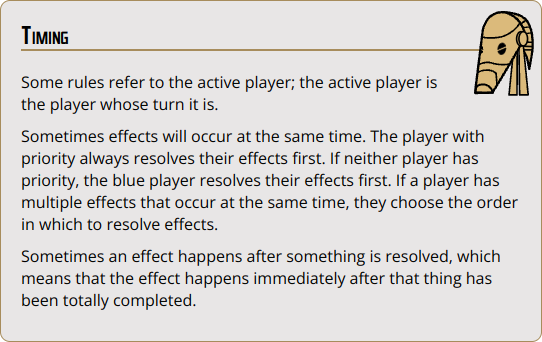 Timing
Some rules refer to the active player; the active player is
the player whose turn it is.
Sometimes effects will occur at the same time. The player with
priority always resolves their effects first. If neither player has
priority, the blue player resolves their effects first. If a player has
multiple effects that occur at the same time, they choose the order
in which to resolve effects.
Sometimes an effect happens after something is resolved, which
means that the effect happens immediately after that thing has
been totally completed.